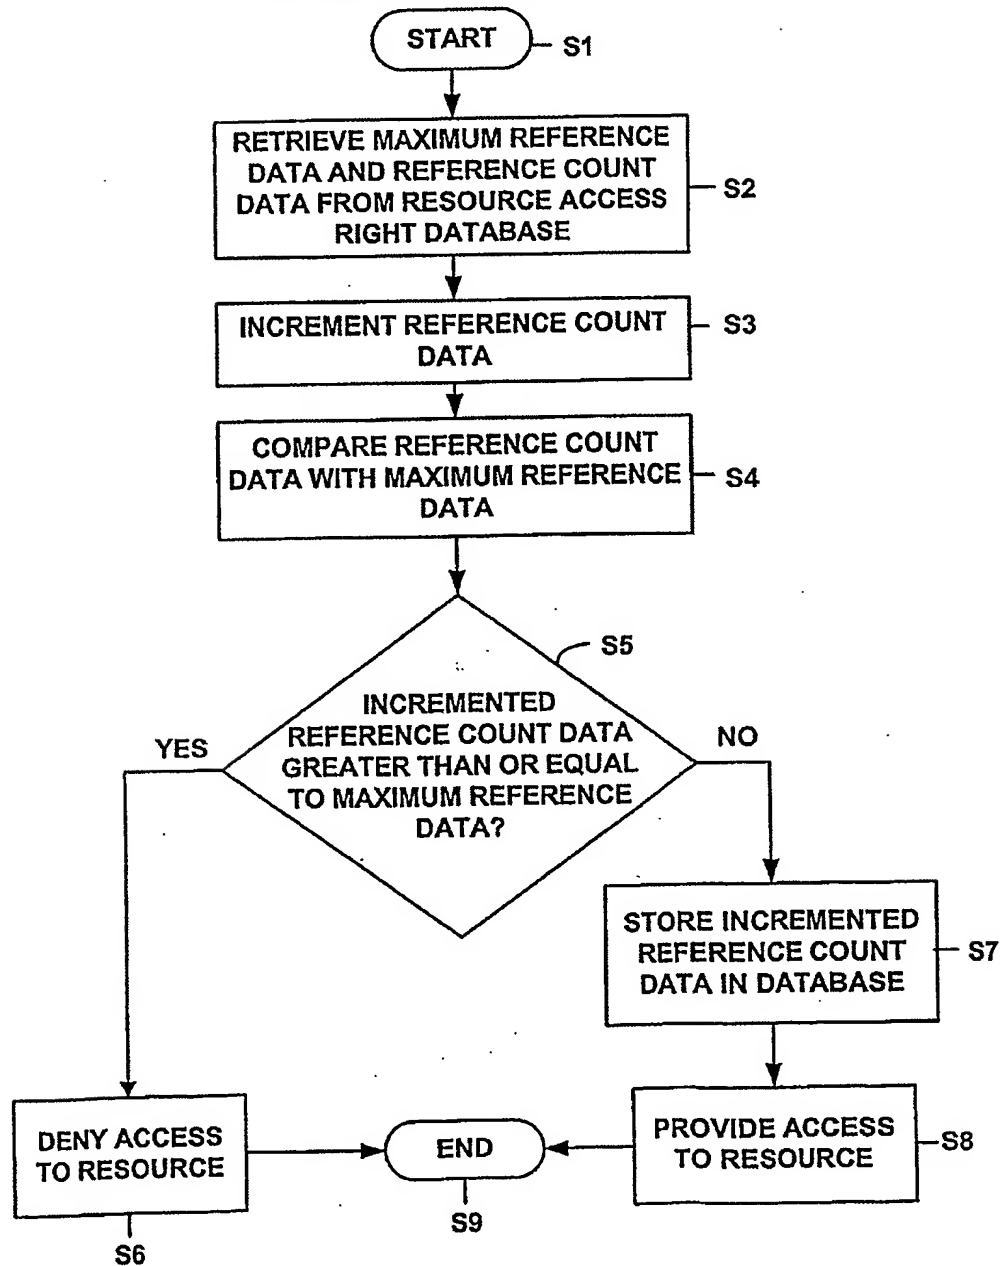 START
S1
RETRIEVE MAXIMUM REFERENCE
DATA AND REFERENCE COUNT
DATA FROM RESOURCE ACCESS
RIGHT DATABASE
S2
INCREMENT REFERENCE COUNT
DATA
S3
COMPARE REFERENCE COUNT
DATA WITH MAXIMUM REFERENCE
DATA
S4
S5
INCREMENTED
REFERENCE COUNT DATA
GREATER THAN OR EQUAL
TO MAXIMUM REFERENCE
DATA?
YES
NO
STORE INCREMENTED
REFERENCE COUNT
DATA IN DATABASE
S7
DENY ACCESS
TO RESOURCE
S6
END
S9
PROVIDE ACCESS
TO RESOURCE
S8